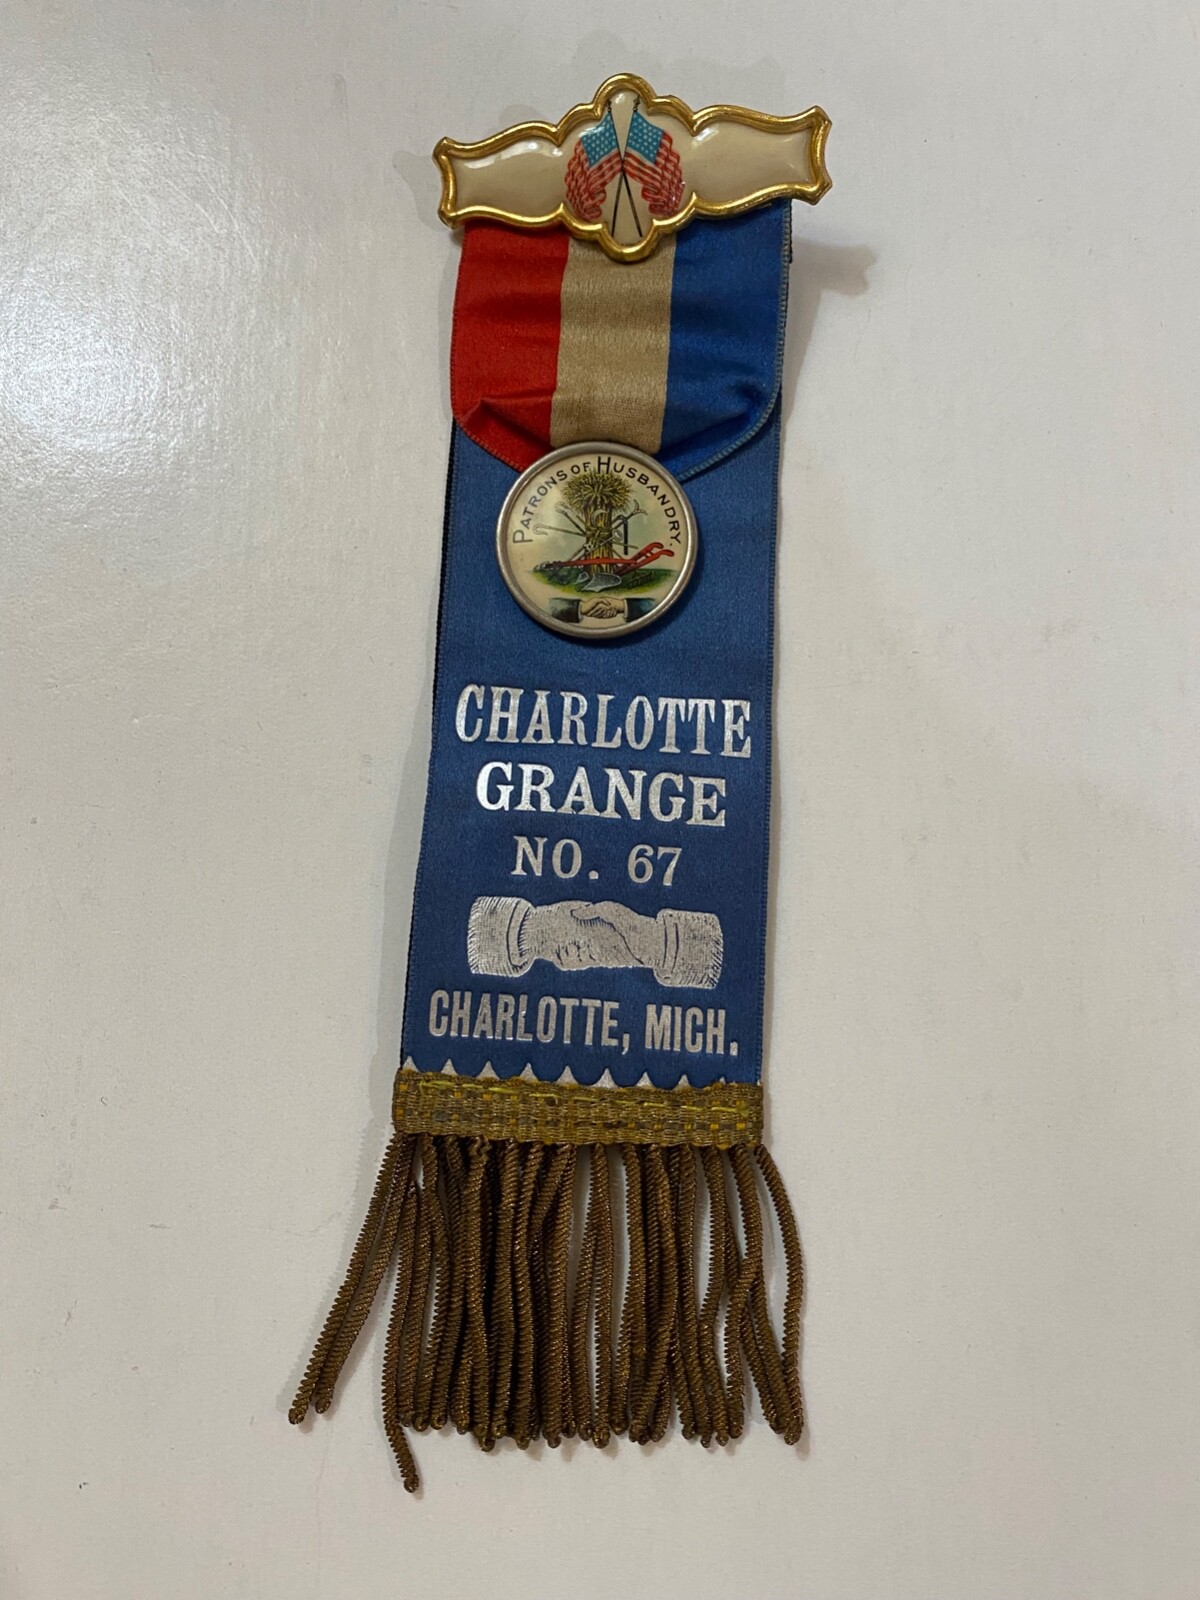 PATRONS OF HUSBANDRY.
CHARLOTTE
GRANGE
NO. 67
CHARLOTTE, MICH.